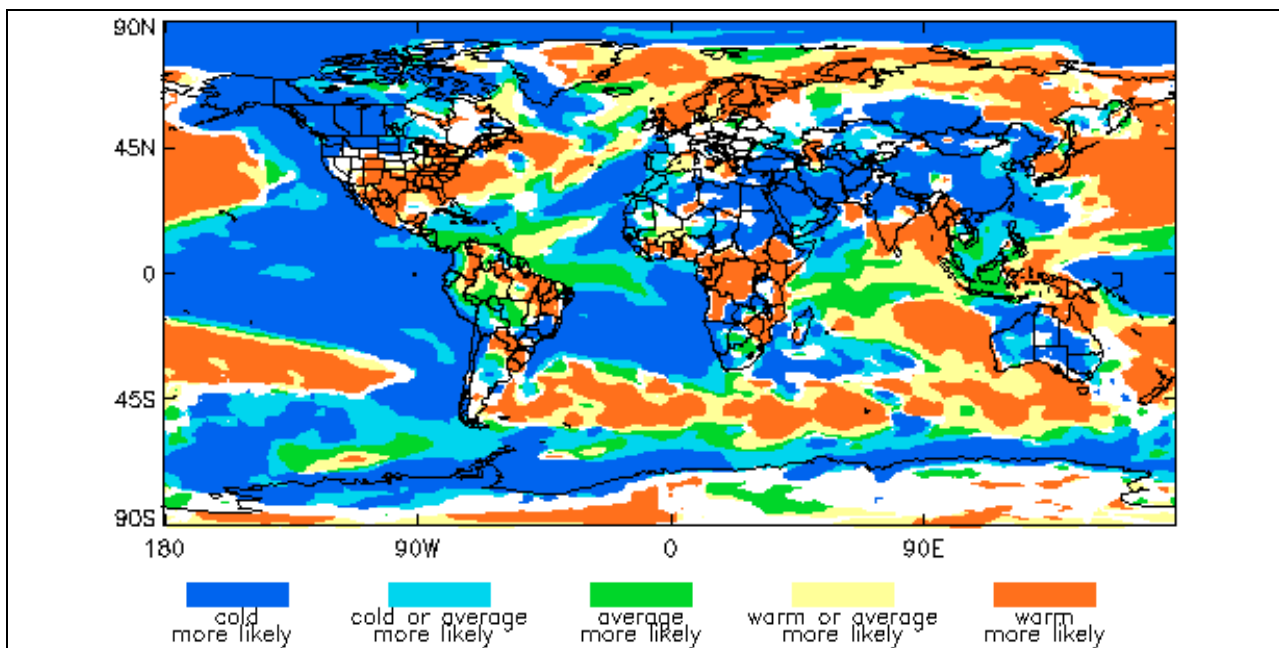 90N
45N
0
45S
90S
180 90W 0 90E
cold cold or average average warm or average warm
more likely more likely more likely more likely more likely